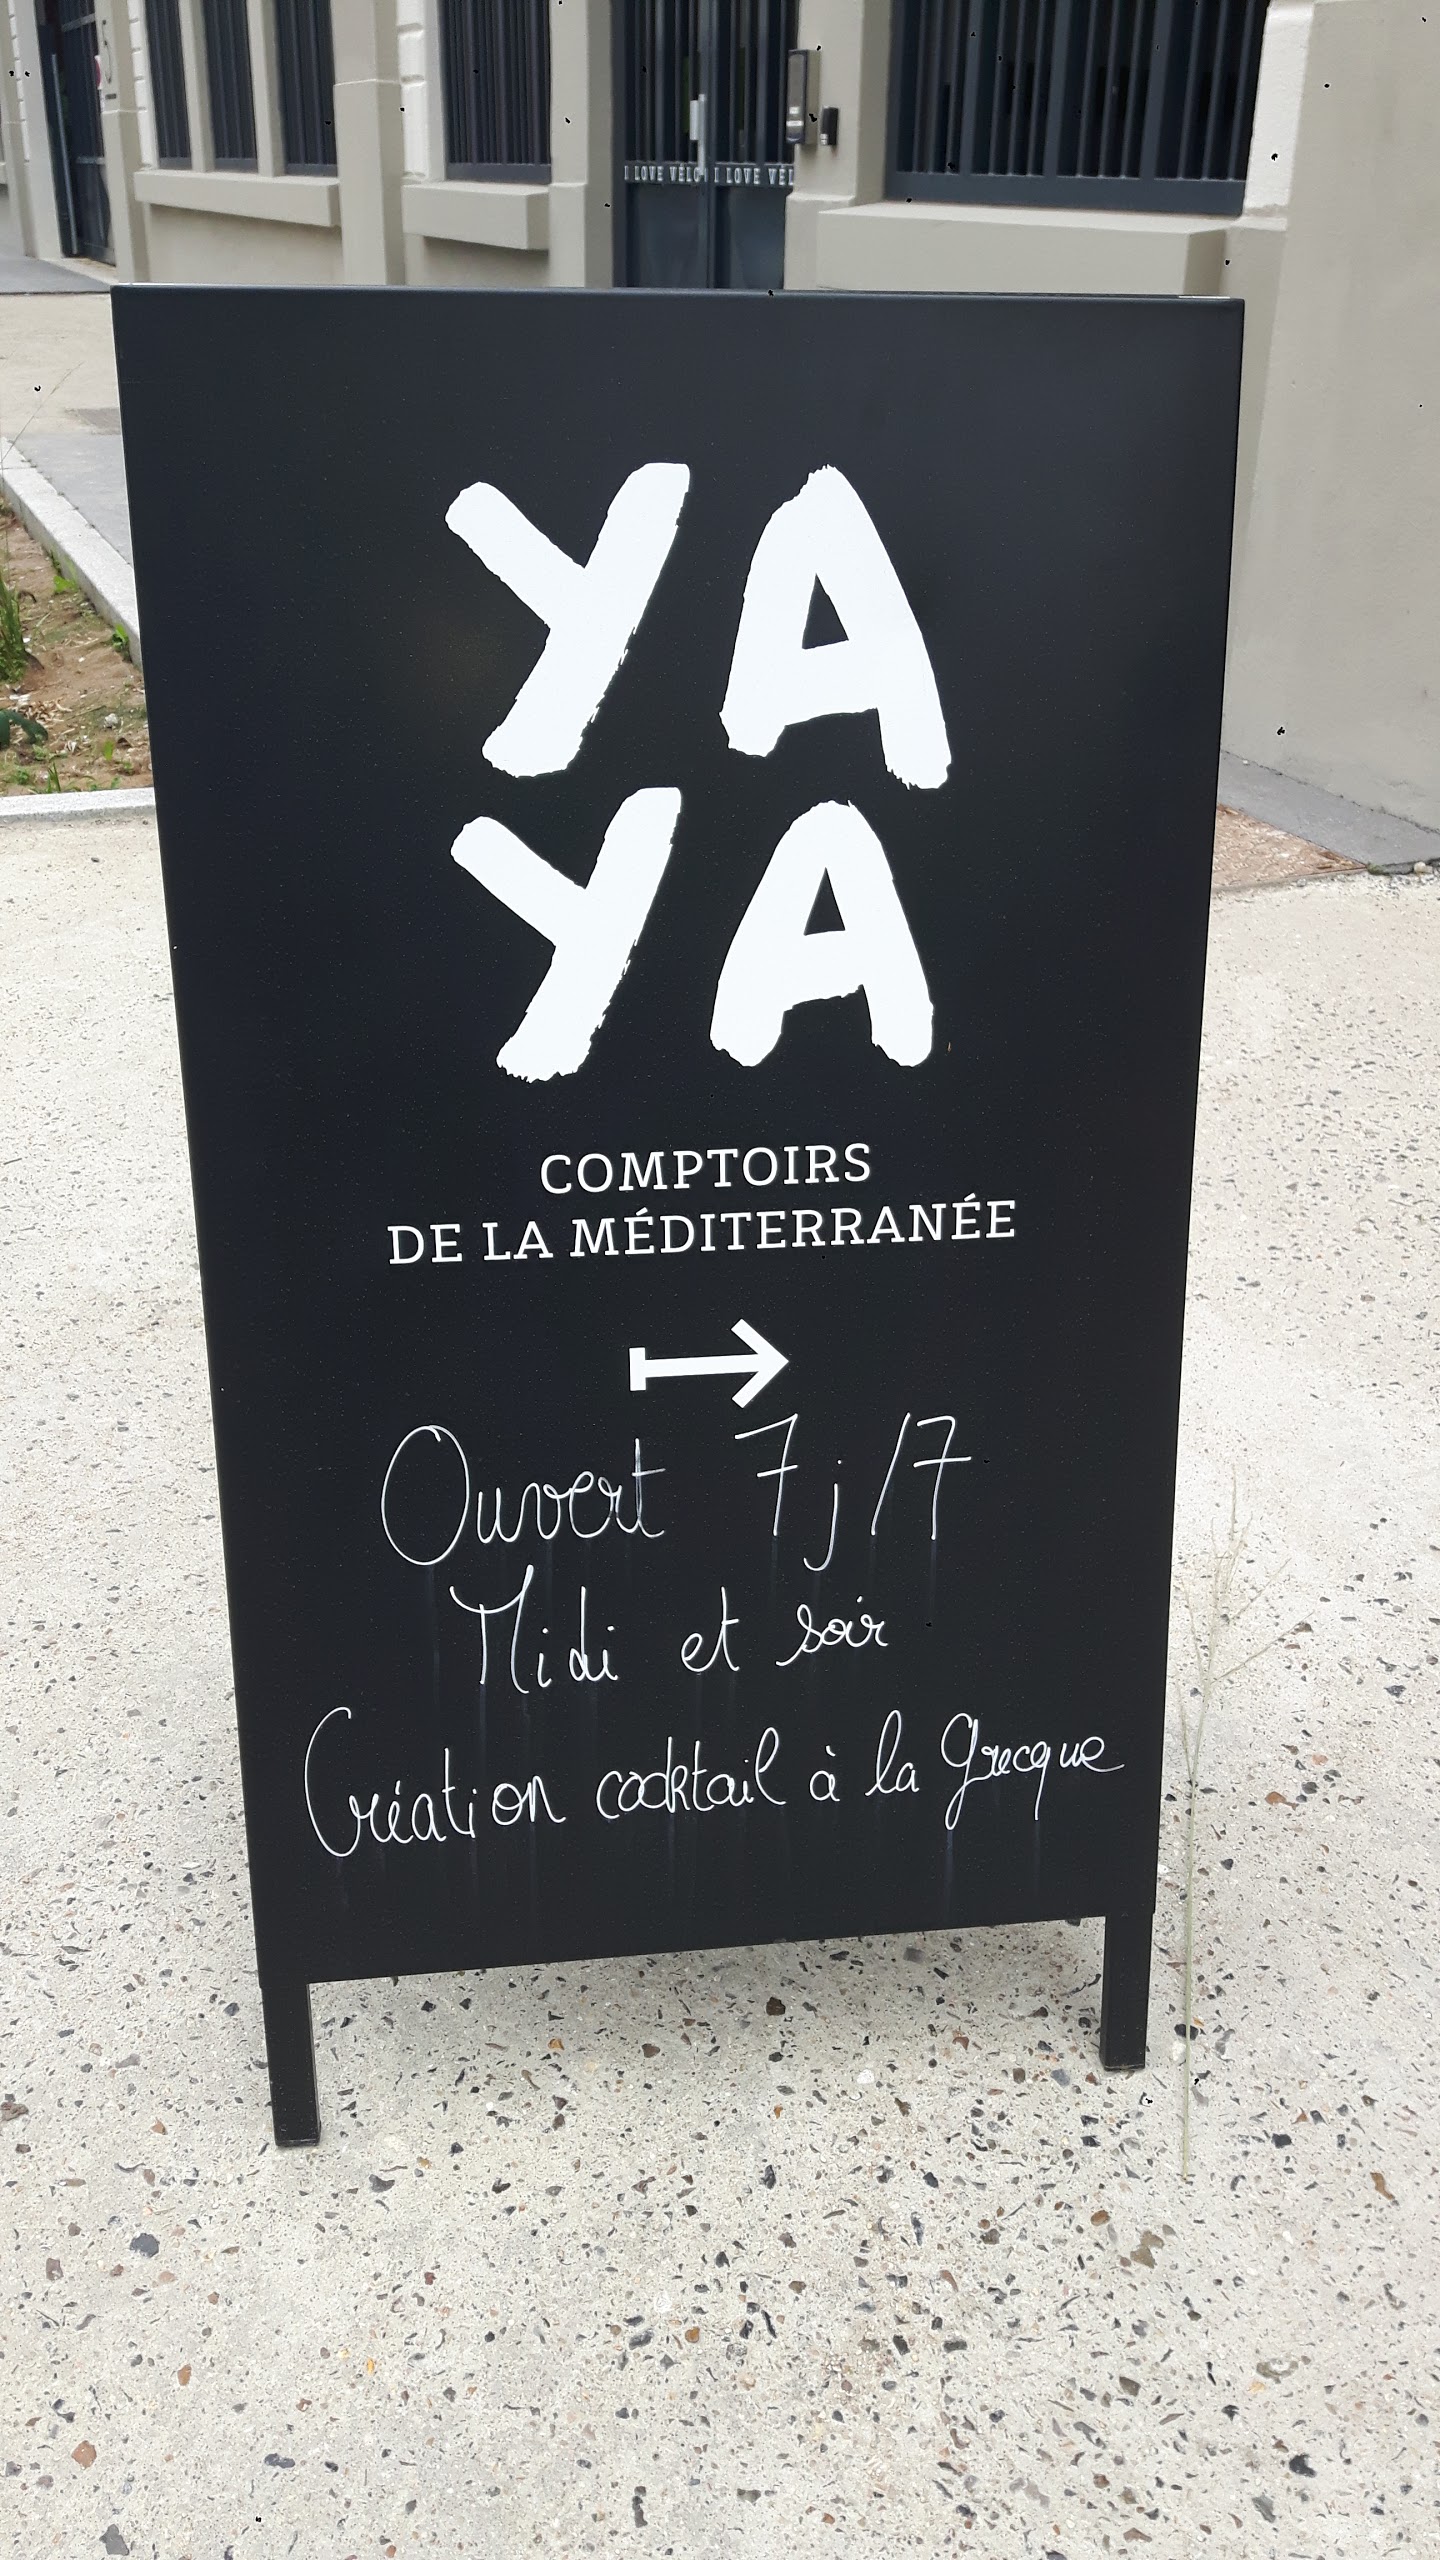 I LOVE VÉLO I LOVE VÉL
YA
YA
COMPTOIRS
DE LA MÉDITERRANÉE
Ouvert 7j/7
Midi et soir
Création cocktail à la Grecque